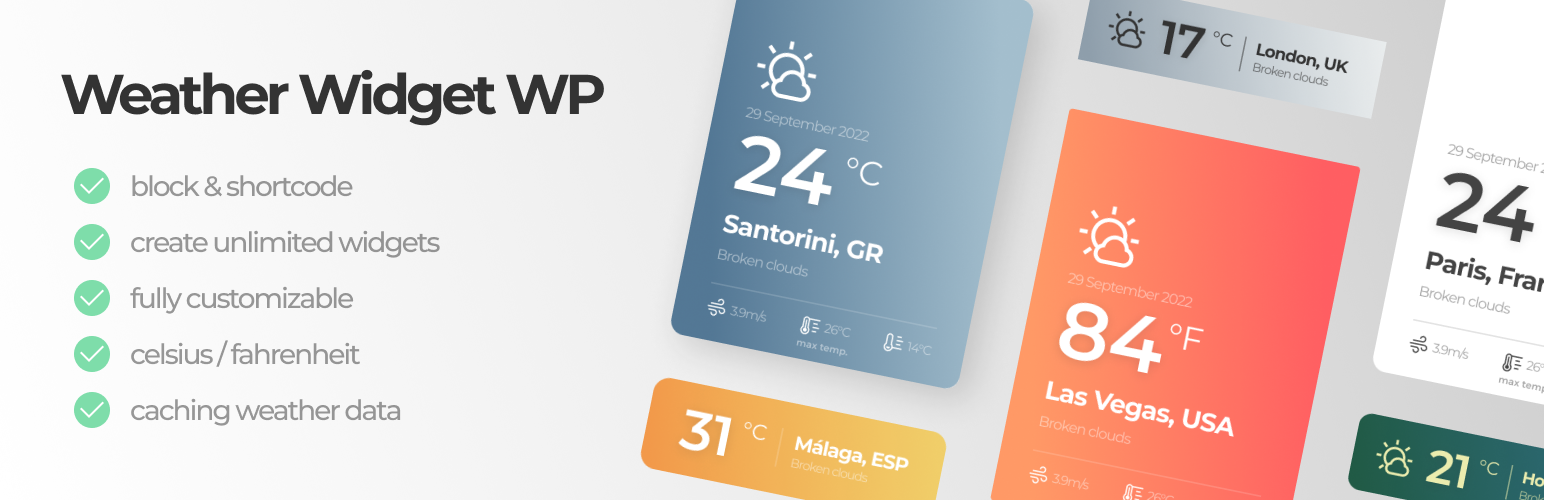 Weather Widget WP
block & shortcode
create unlimited widgets
fully customizable
celsius / fahrenheit
caching weather data
29 September 2022
24 °C
Santorini, GR
Broken clouds
3.9m/s
26°C
max temp.
14°C
31 °C
Málaga, ESP
Broken clouds
17 °C
London, UK
Broken clouds
29 September 2022
84 °F
Las Vegas, USA
Broken clouds
3.9m/s
26°C
29 September
24
Paris,
Broken clouds
3.9m/s
26°
max
21 °C